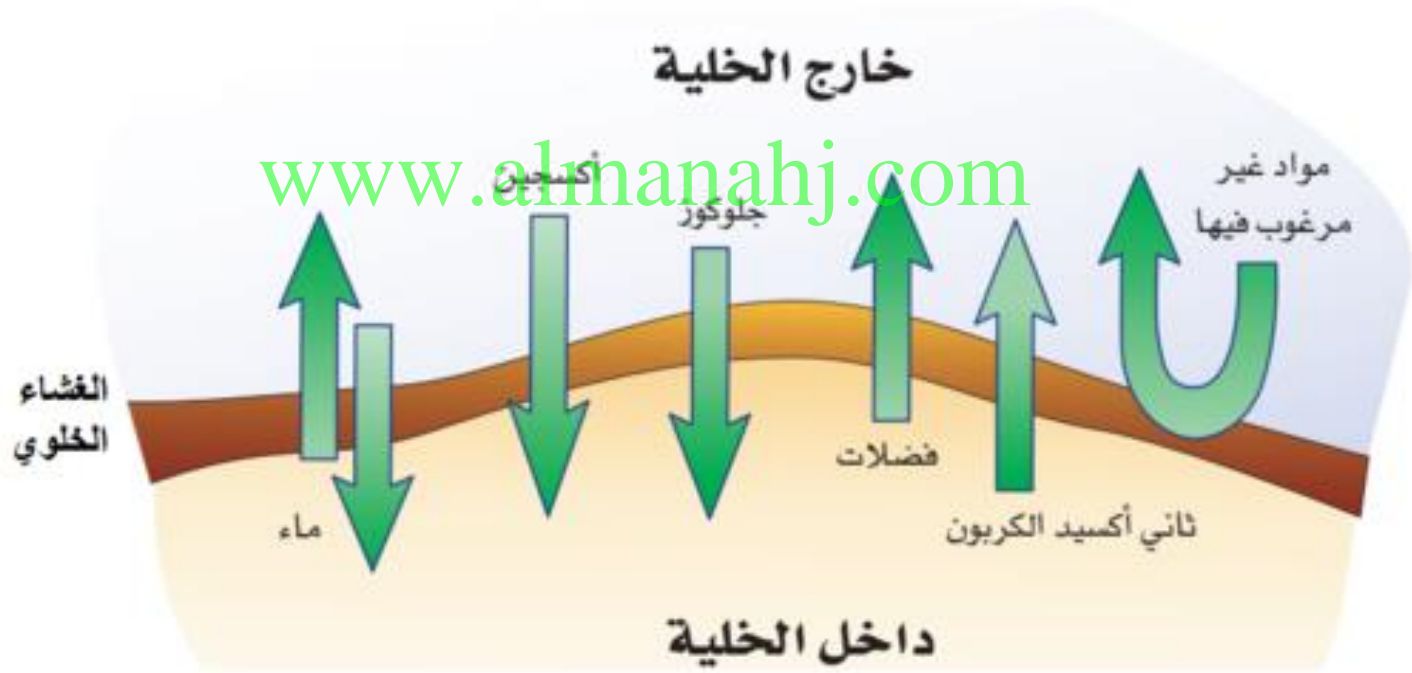 خارج الخلية
www.almanahj.com
مواد غير
مرغوب فيها
أكسجين
جلوكوز
الغشاء
الخلوي
فضلات
ثاني أكسيد الكربون
ماء
داخل الخلية